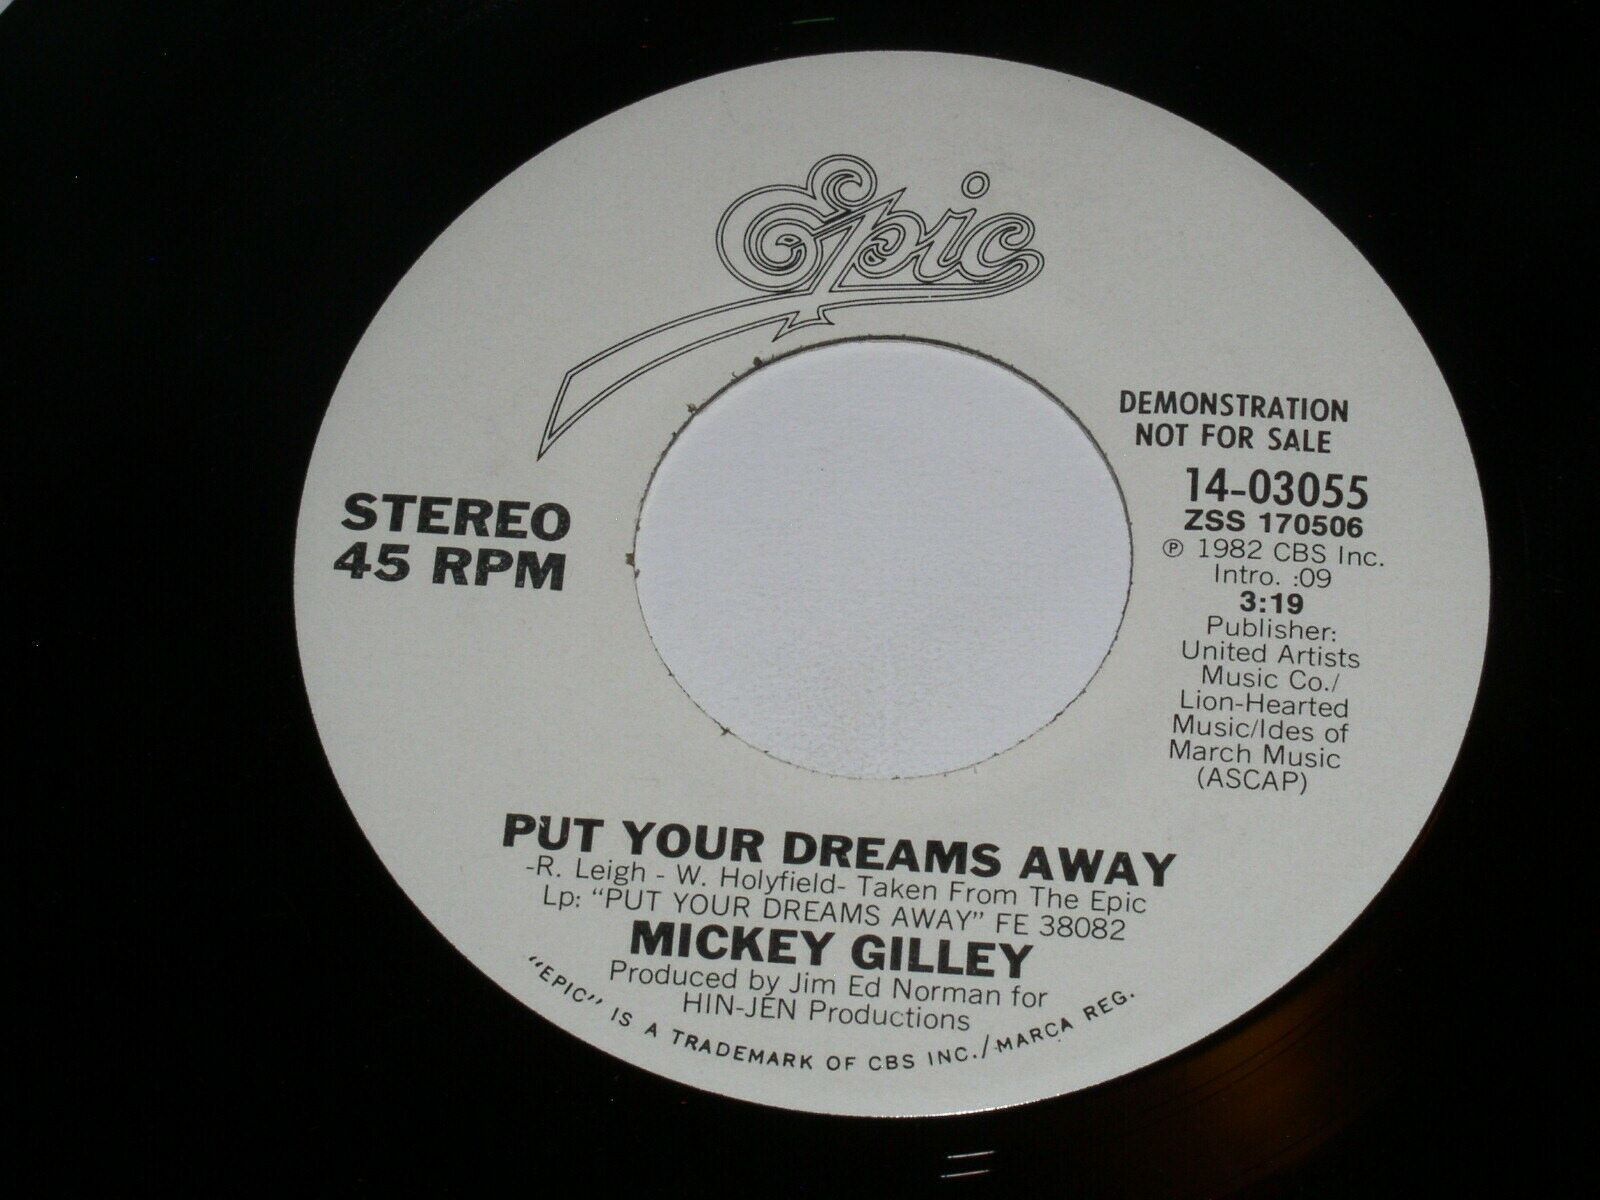 Epic
DEMONSTRATION
NOT FOR SALE
14-03055
ZSS 170506
℗ 1982 CBS Inc.
Intro. :09
3:19
Publisher:
United Artists
Music Co./
Lion-Hearted
Music/Ides of
March Music
(ASCAP)
STEREO
45 RPM
PUT YOUR DREAMS AWAY
-R. Leigh - W. Holyfield- Taken From The Epic
Lp: "PUT YOUR DREAMS AWAY" FE 38082
MICKEY GILLEY
Produced by Jim Ed Norman for
HIN-JEN Productions
"EPIC" IS A TRADEMARK OF CBS INC./MARCA REG.